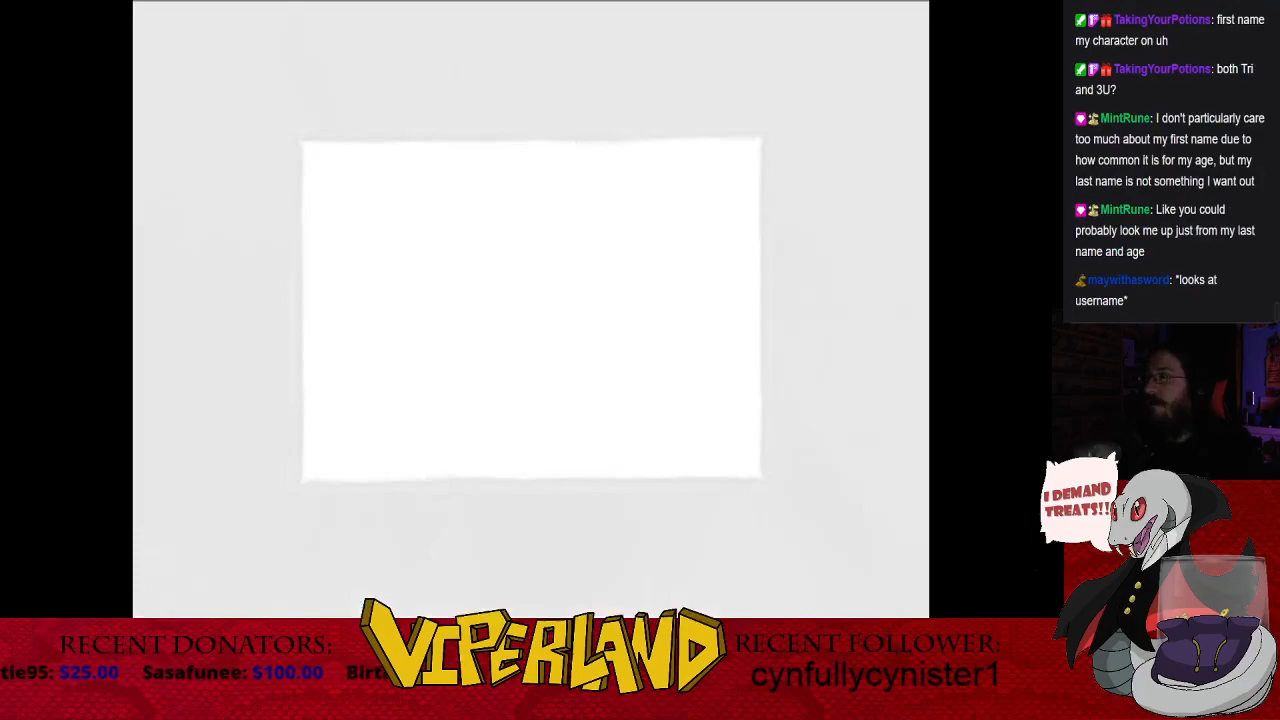 TakingYourPotions: first name
my character on uh
TakingYourPotions: both Tri
and 3U?
MintRune: I don't particularly care
too much about my first name due to
how common it is for my age, but my
last name is not something I want out
MintRune: Like you could
probably look me up just from my last
name and age
maywithasword: *looks at
username*
I DEMAND
TREATS!!
VIPERLAND
RECENT DONATORS:
tie95: $25.00 Sasafunee: $100.00 Birt
RECENT FOLLOWER:
cynfullycynister1